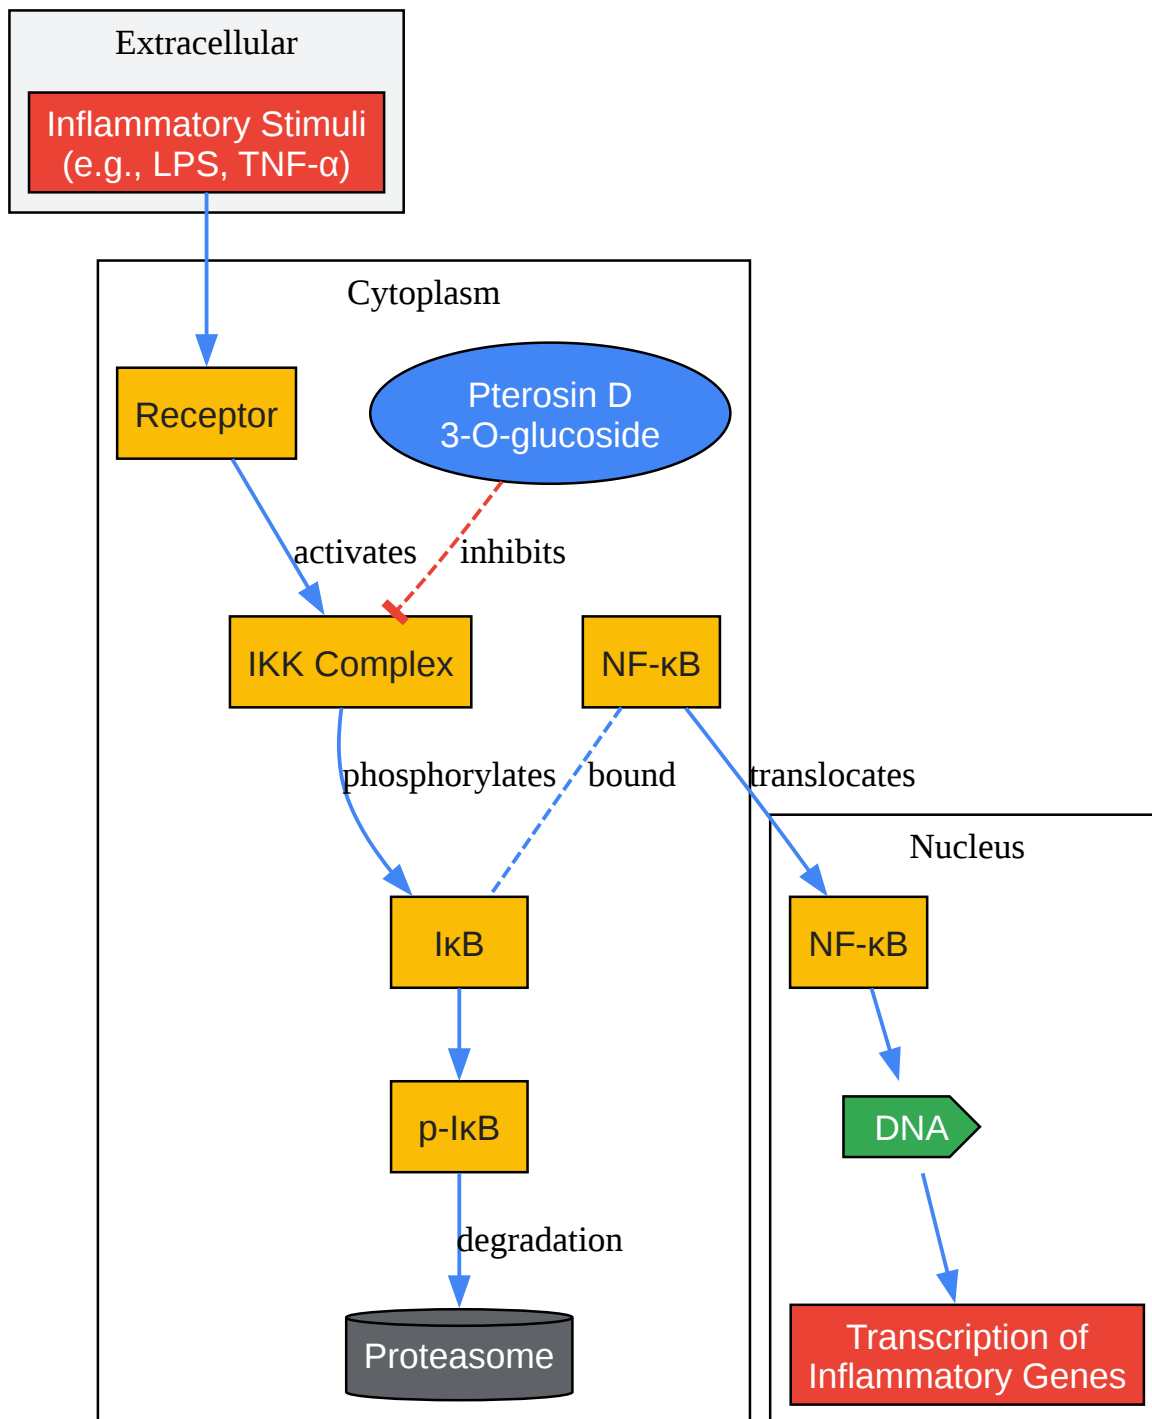 Extracellular
Inflammatory Stimuli
(e.g., LPS, TNF-α)
Cytoplasm
Receptor
Pterosin D
3-O-glucoside
activates
inhibits
IKK Complex
NF-κB
phosphorylates
bound
translocates
Nucleus
IκB
NF-κB
p-IκB
DNA
degradation
Proteasome
Transcription of
Inflammatory Genes